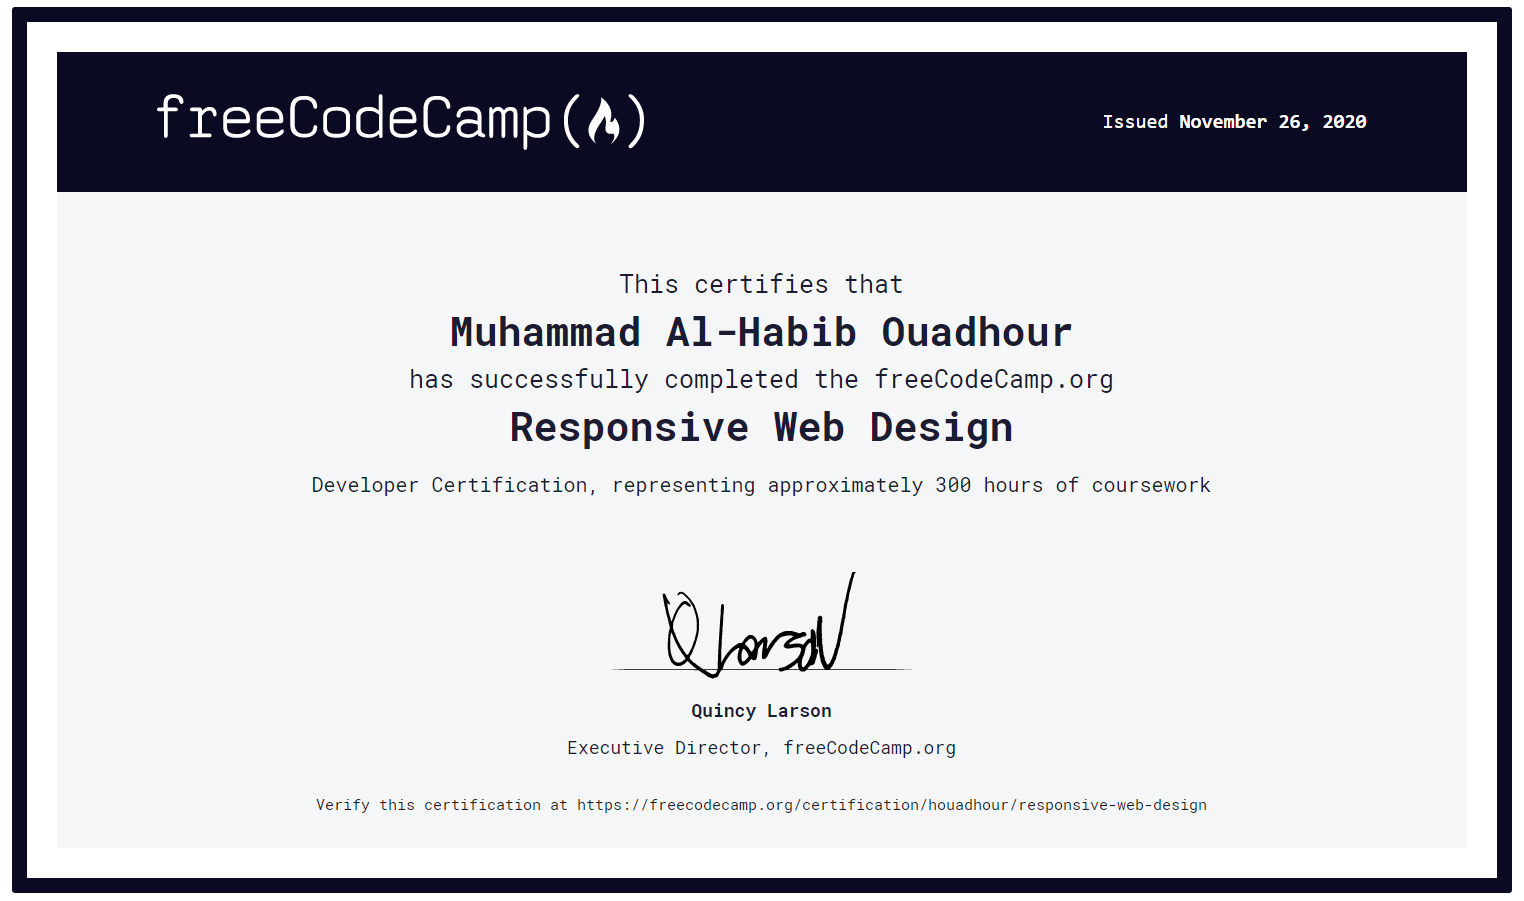 freeCodeCamp
Issued November 26, 2020
This certifies that
Muhammad Al-Habib Ouadhour
has successfully completed the freeCodeCamp.org
Responsive Web Design
Developer Certification, representing approximately 300 hours of coursework
Q Larson
Quincy Larson
Executive Director, freeCodeCamp.org
Verify this certification at https://freecodecamp.org/certification/houadhour/responsive-web-design